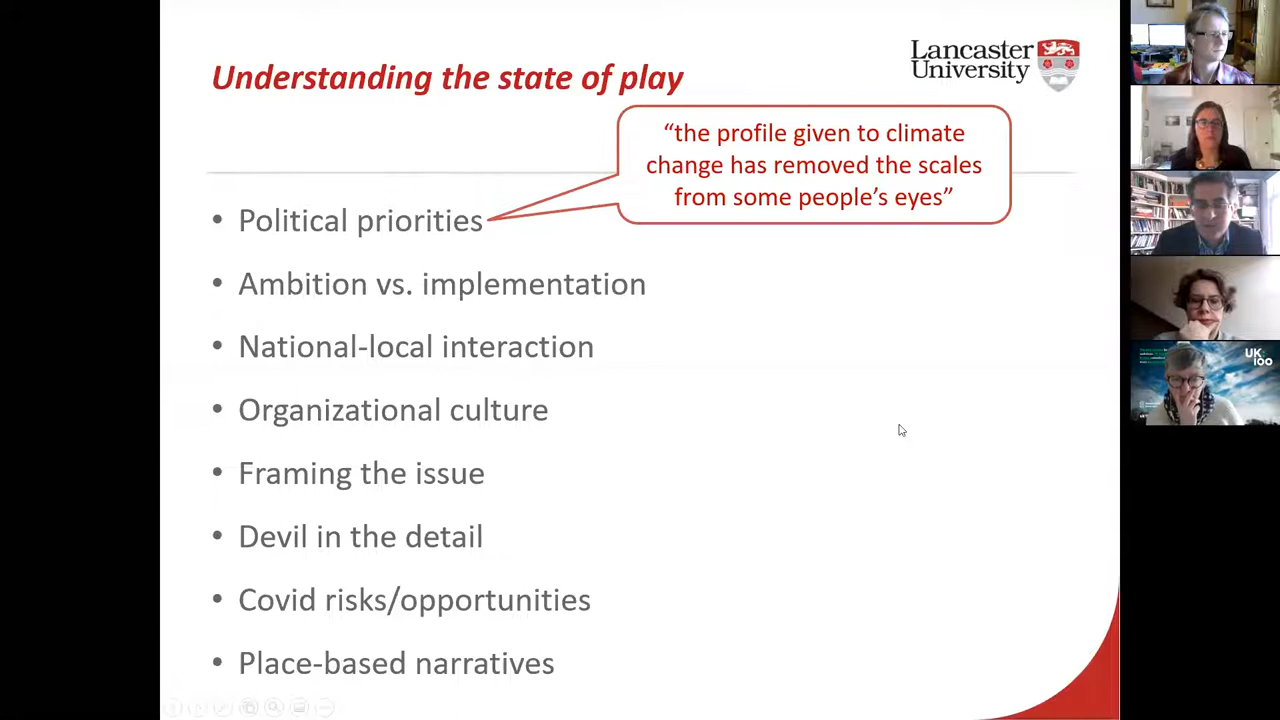 Understanding the state of play
Lancaster
University
“the profile given to climate
change has removed the scales
from some people’s eyes”
• Political priorities
• Ambition vs. implementation
• National-local interaction
• Organizational culture
• Framing the issue
• Devil in the detail
• Covid risks/opportunities
• Place-based narratives
UK
100